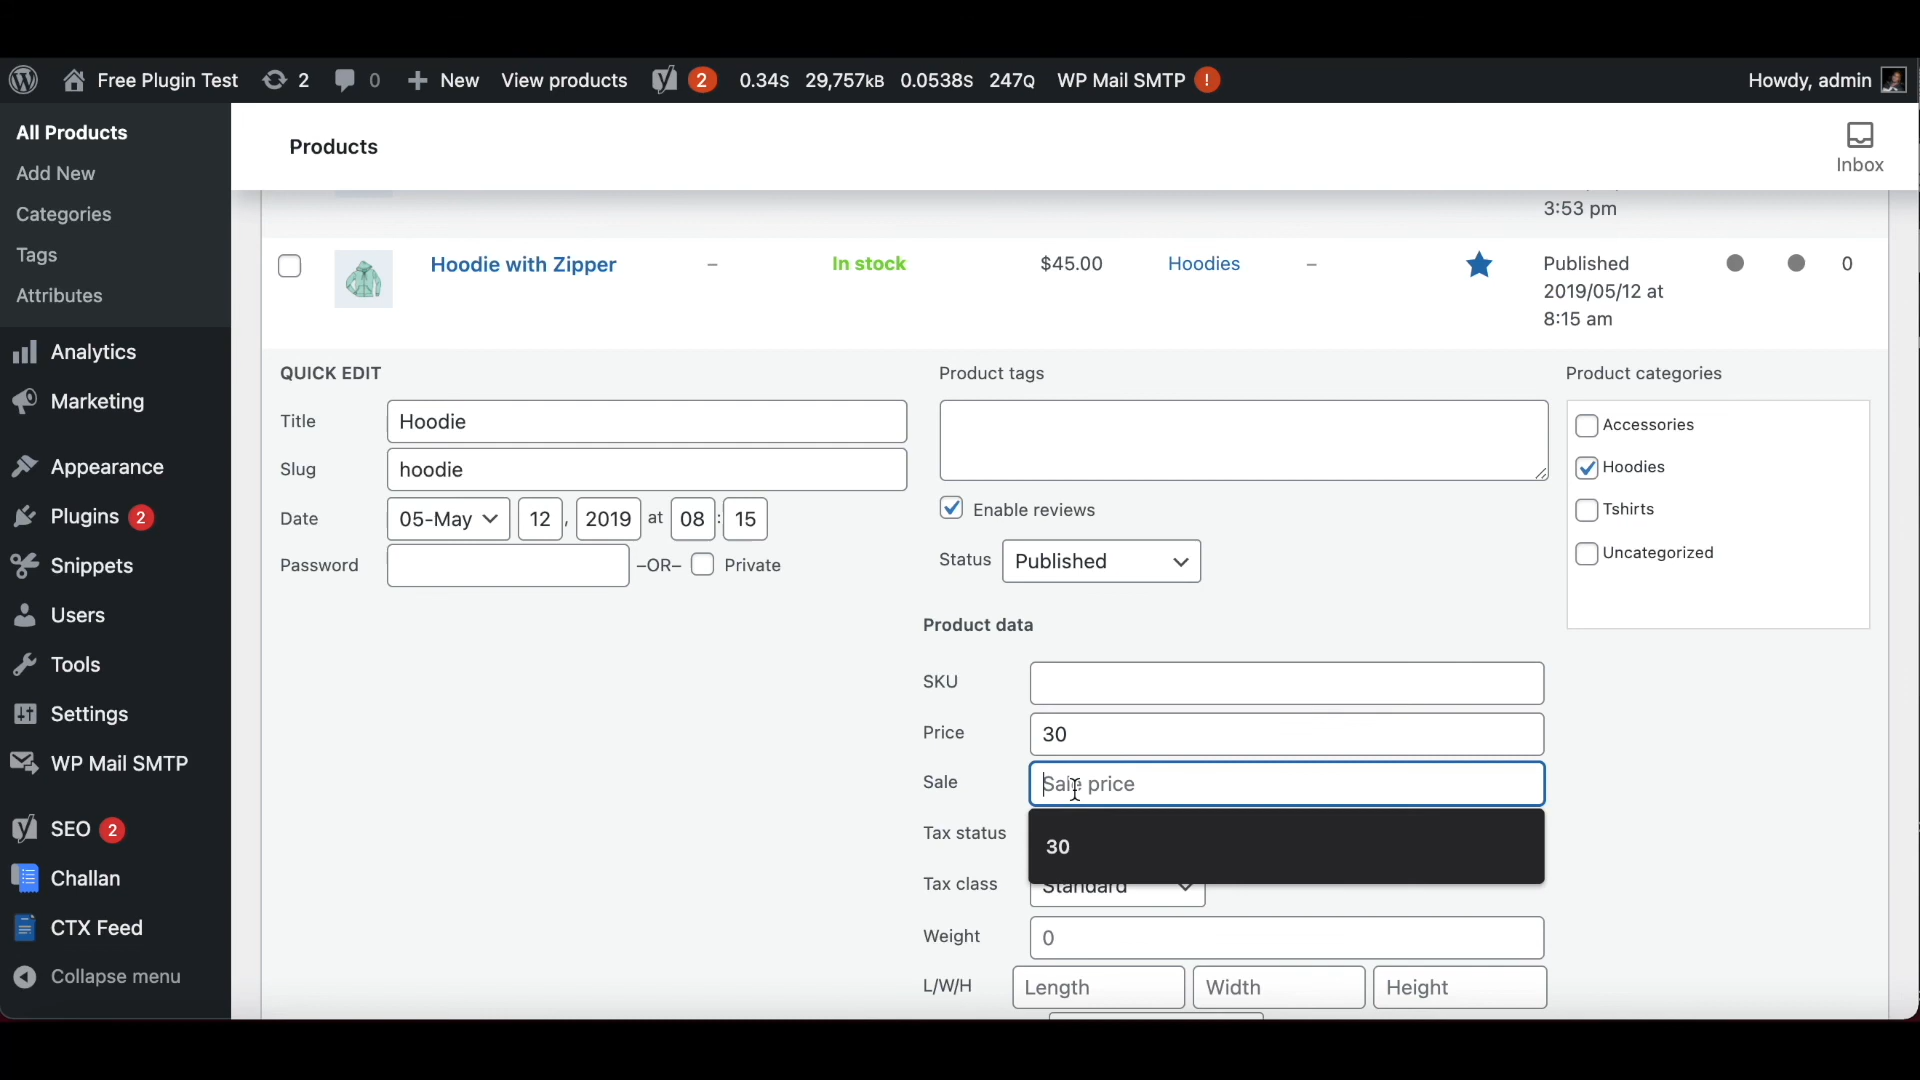 Free Plugin Test 2 0 New View products 2 0.34S 29,757KB 0.0538S 247Q WP Mail SMTP ! Howdy, admin
All Products
Add New
Categories
Tags
Attributes
Analytics
Marketing
Appearance
Plugins 2
Snippets
Users
Tools
Settings
WP Mail SMTP
SEO 2
Challan
CTX Feed
Collapse menu
Products
Inbox
3:53 pm
Hoodie with Zipper – In stock $45.00 Hoodies – Published 0
2019/05/12 at
8:15 am
QUICK EDIT
Title Hoodie
Slug hoodie
Date 05-May 12 , 2019 at 08 : 15
Password –OR– Private
Product tags
Enable reviews
Status Published
Product data
SKU
Price 30
Sale Sale price
30
Tax status
Tax class Standard
Weight 0
L/W/H Length Width Height
Product categories
Accessories
Hoodies
Tshirts
Uncategorized